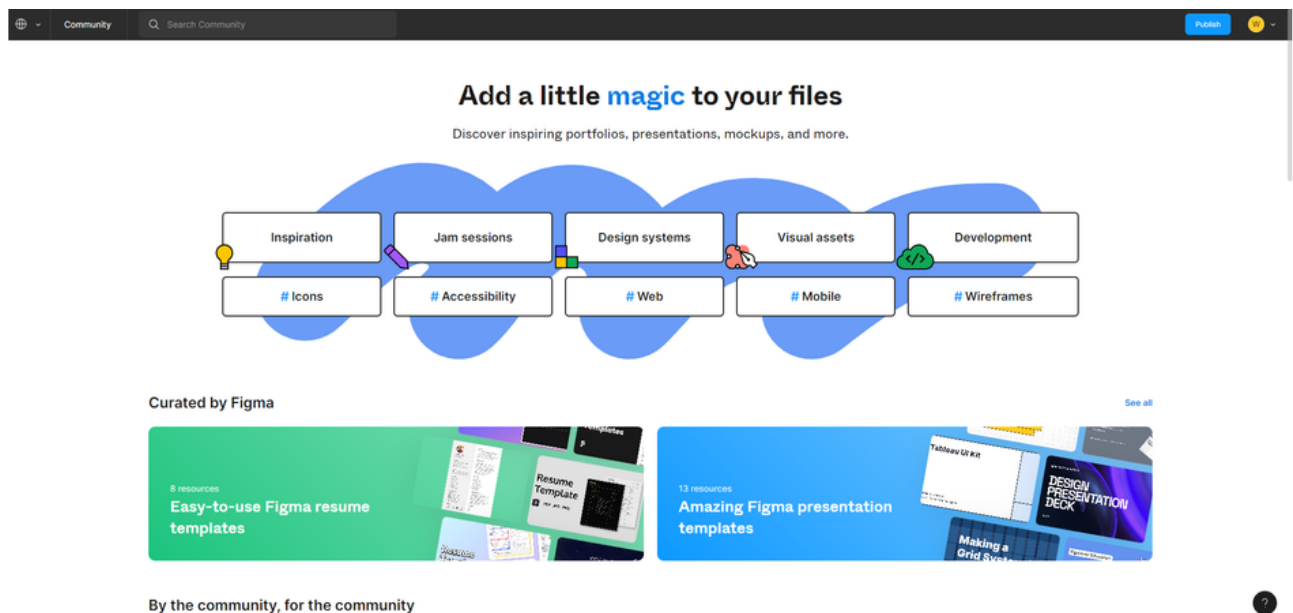 Community
Search Community
Publish
W
Add a little magic to your files
Discover inspiring portfolios, presentations, mockups, and more.
Inspiration
Jam sessions
Design systems
Visual assets
Development
# Icons
# Accessibility
# Web
# Mobile
# Wireframes
Curated by Figma
See all
8 resources
Easy-to-use Figma resume
templates
Templates
Resume
Template
Resume
13 resources
Amazing Figma presentation
templates
Tableau UI Kit
DESIGN
PRESENTATION
DECK
Making a
Grid System
By the community, for the community
?